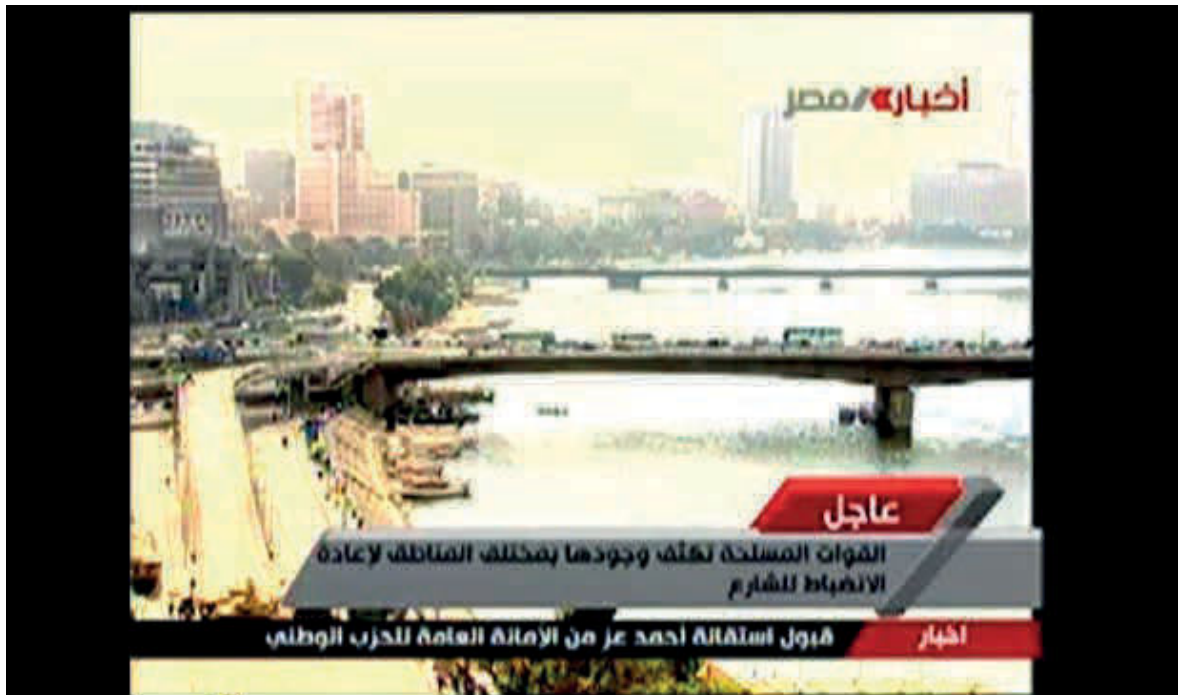 أخبار مصر
عاجل
القوات المسلحة تكثف وجودها بمختلف المناطق لإعادة
الانضباط للشارع
اخبار
قبول استقالة أحمد عز من الأمانة العامة للحزب الوطني